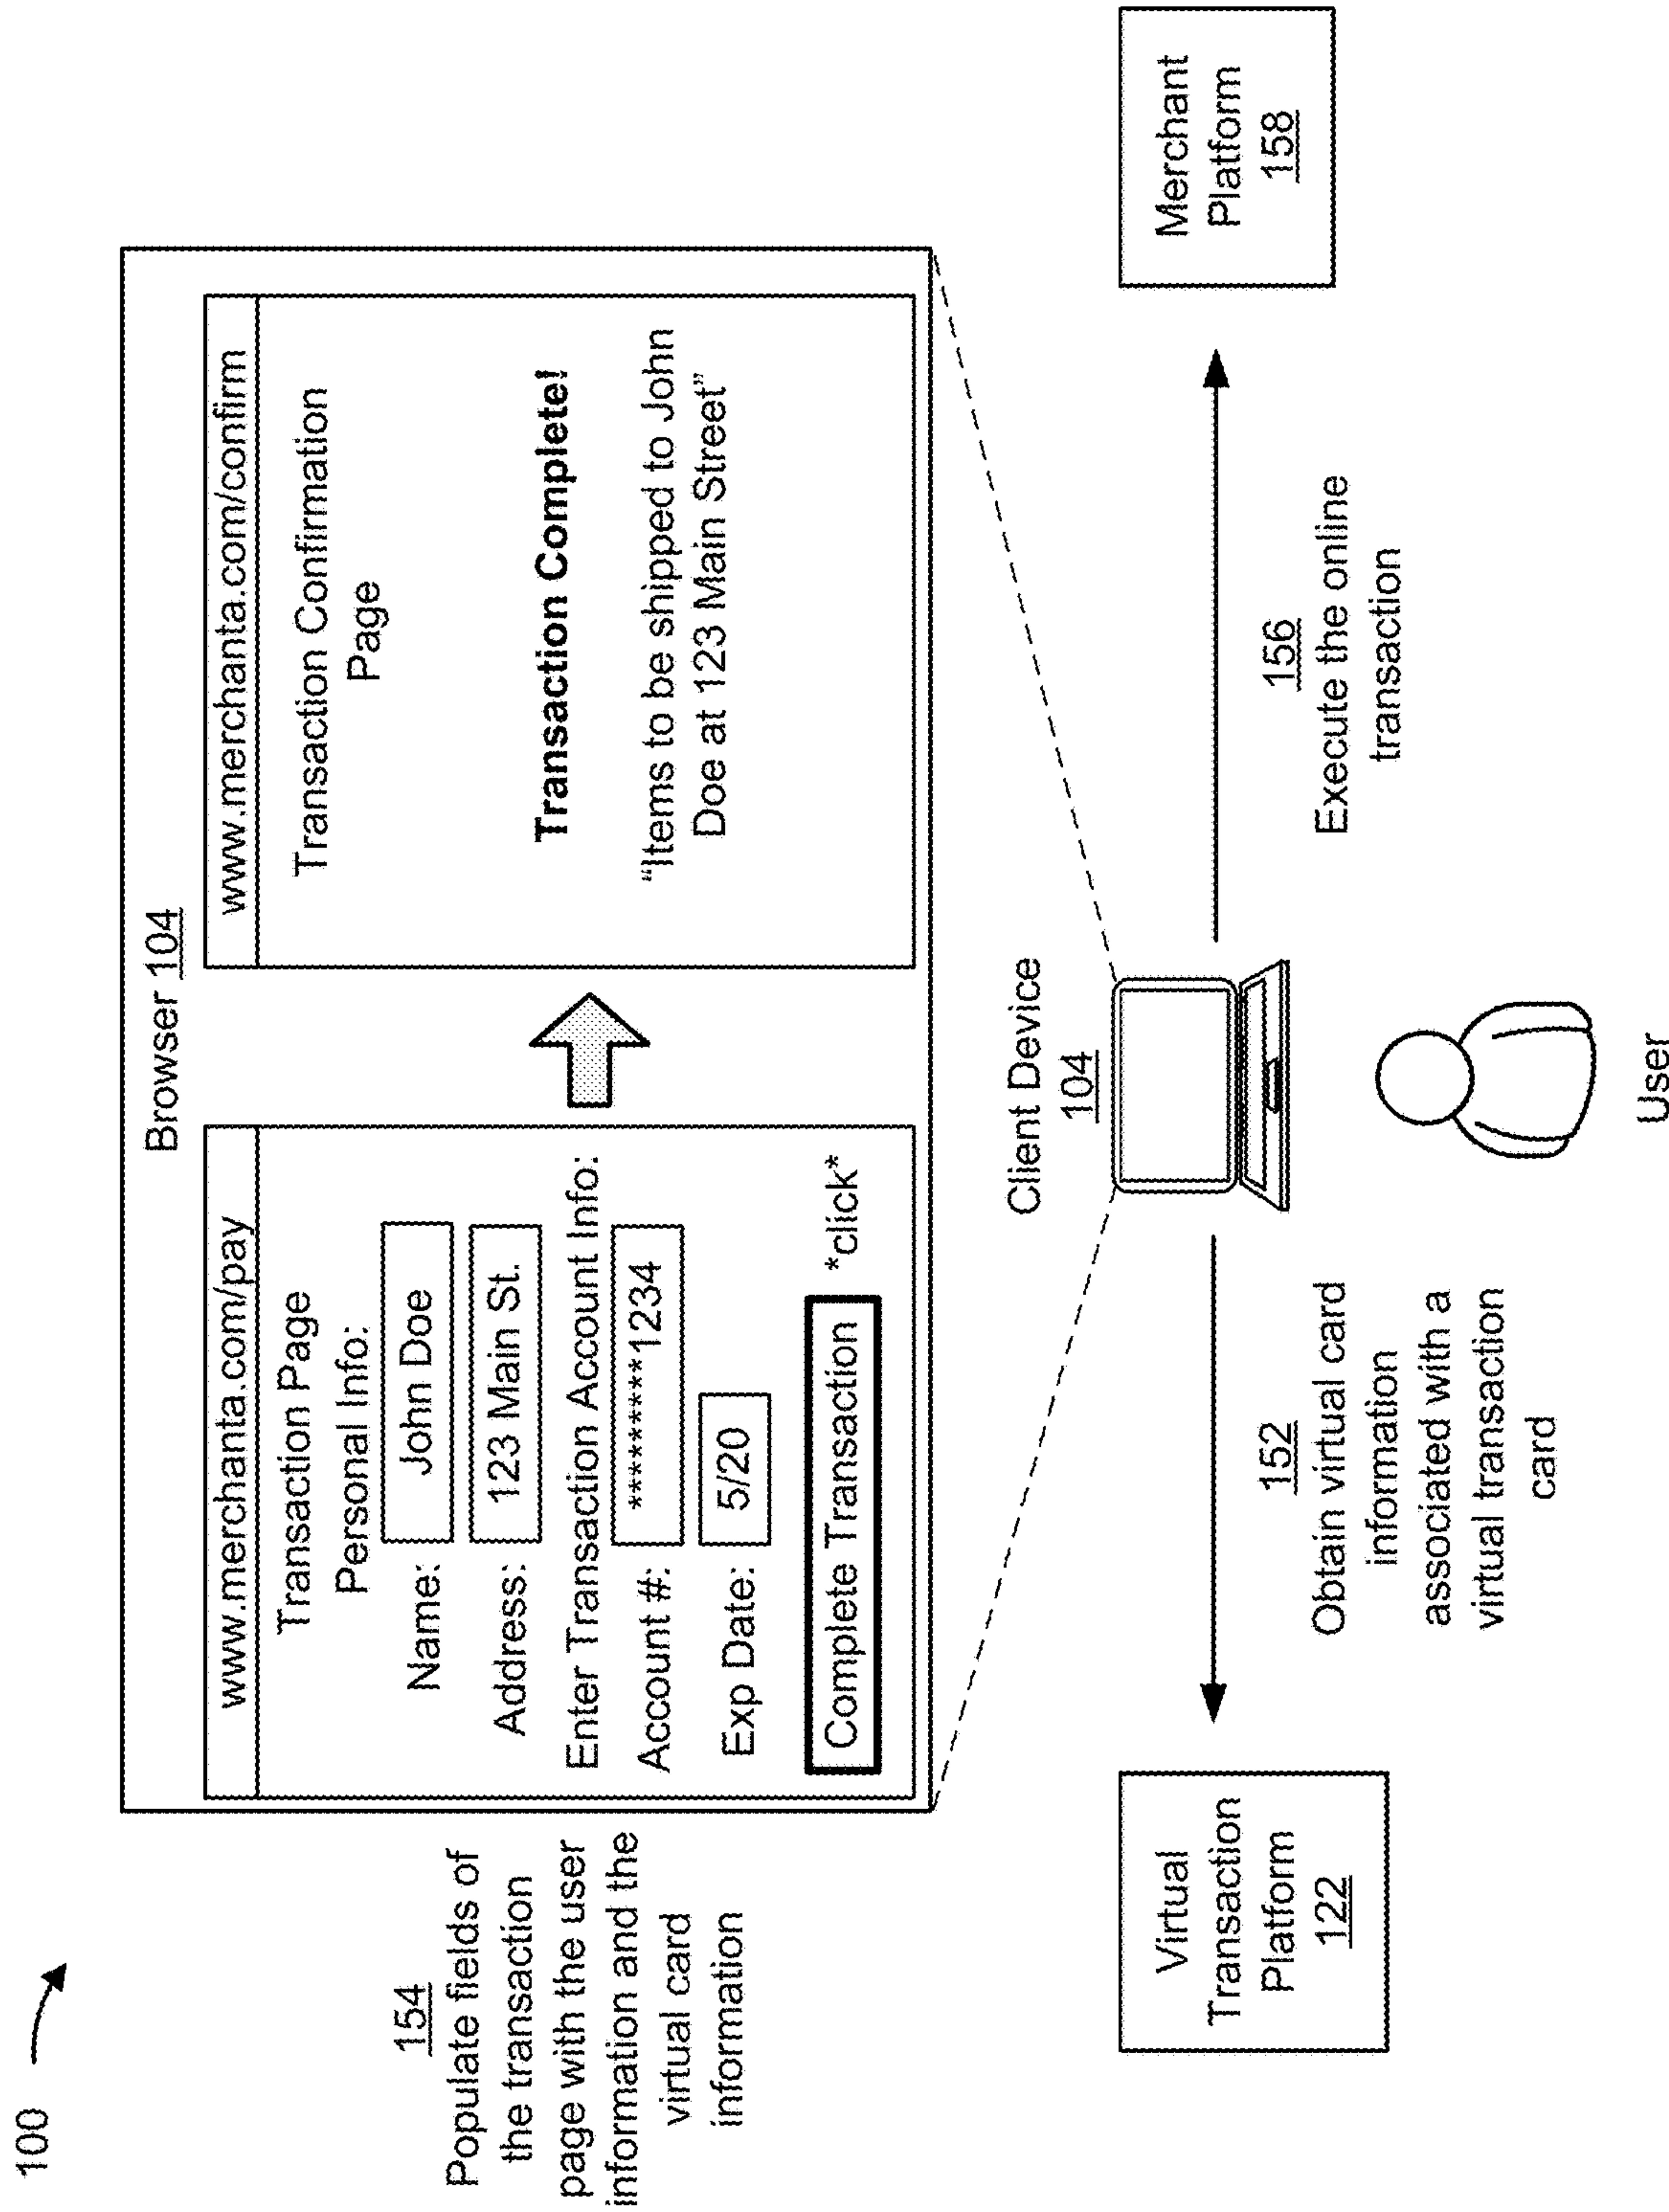 100
154
Populate fields of
the transaction
page with the user
information and the
virtual card
information
Browser 104
www.merchanta.com/pay
Transaction Page
Personal Info:
Name: John Doe
Address: 123 Main St.
Enter Transaction Account Info:
Account #: **********1234
Exp Date: 5/20
Complete Transaction *click*
www.merchanta.com/confirm
Transaction Confirmation
Page
Transaction Complete!
“Items to be shipped to John
Doe at 123 Main Street”
Virtual
Transaction
Platform
122
152
Obtain virtual card
information
associated with a
virtual transaction
card
Client Device
104
User
156
Execute the online
transaction
Merchant
Platform
158